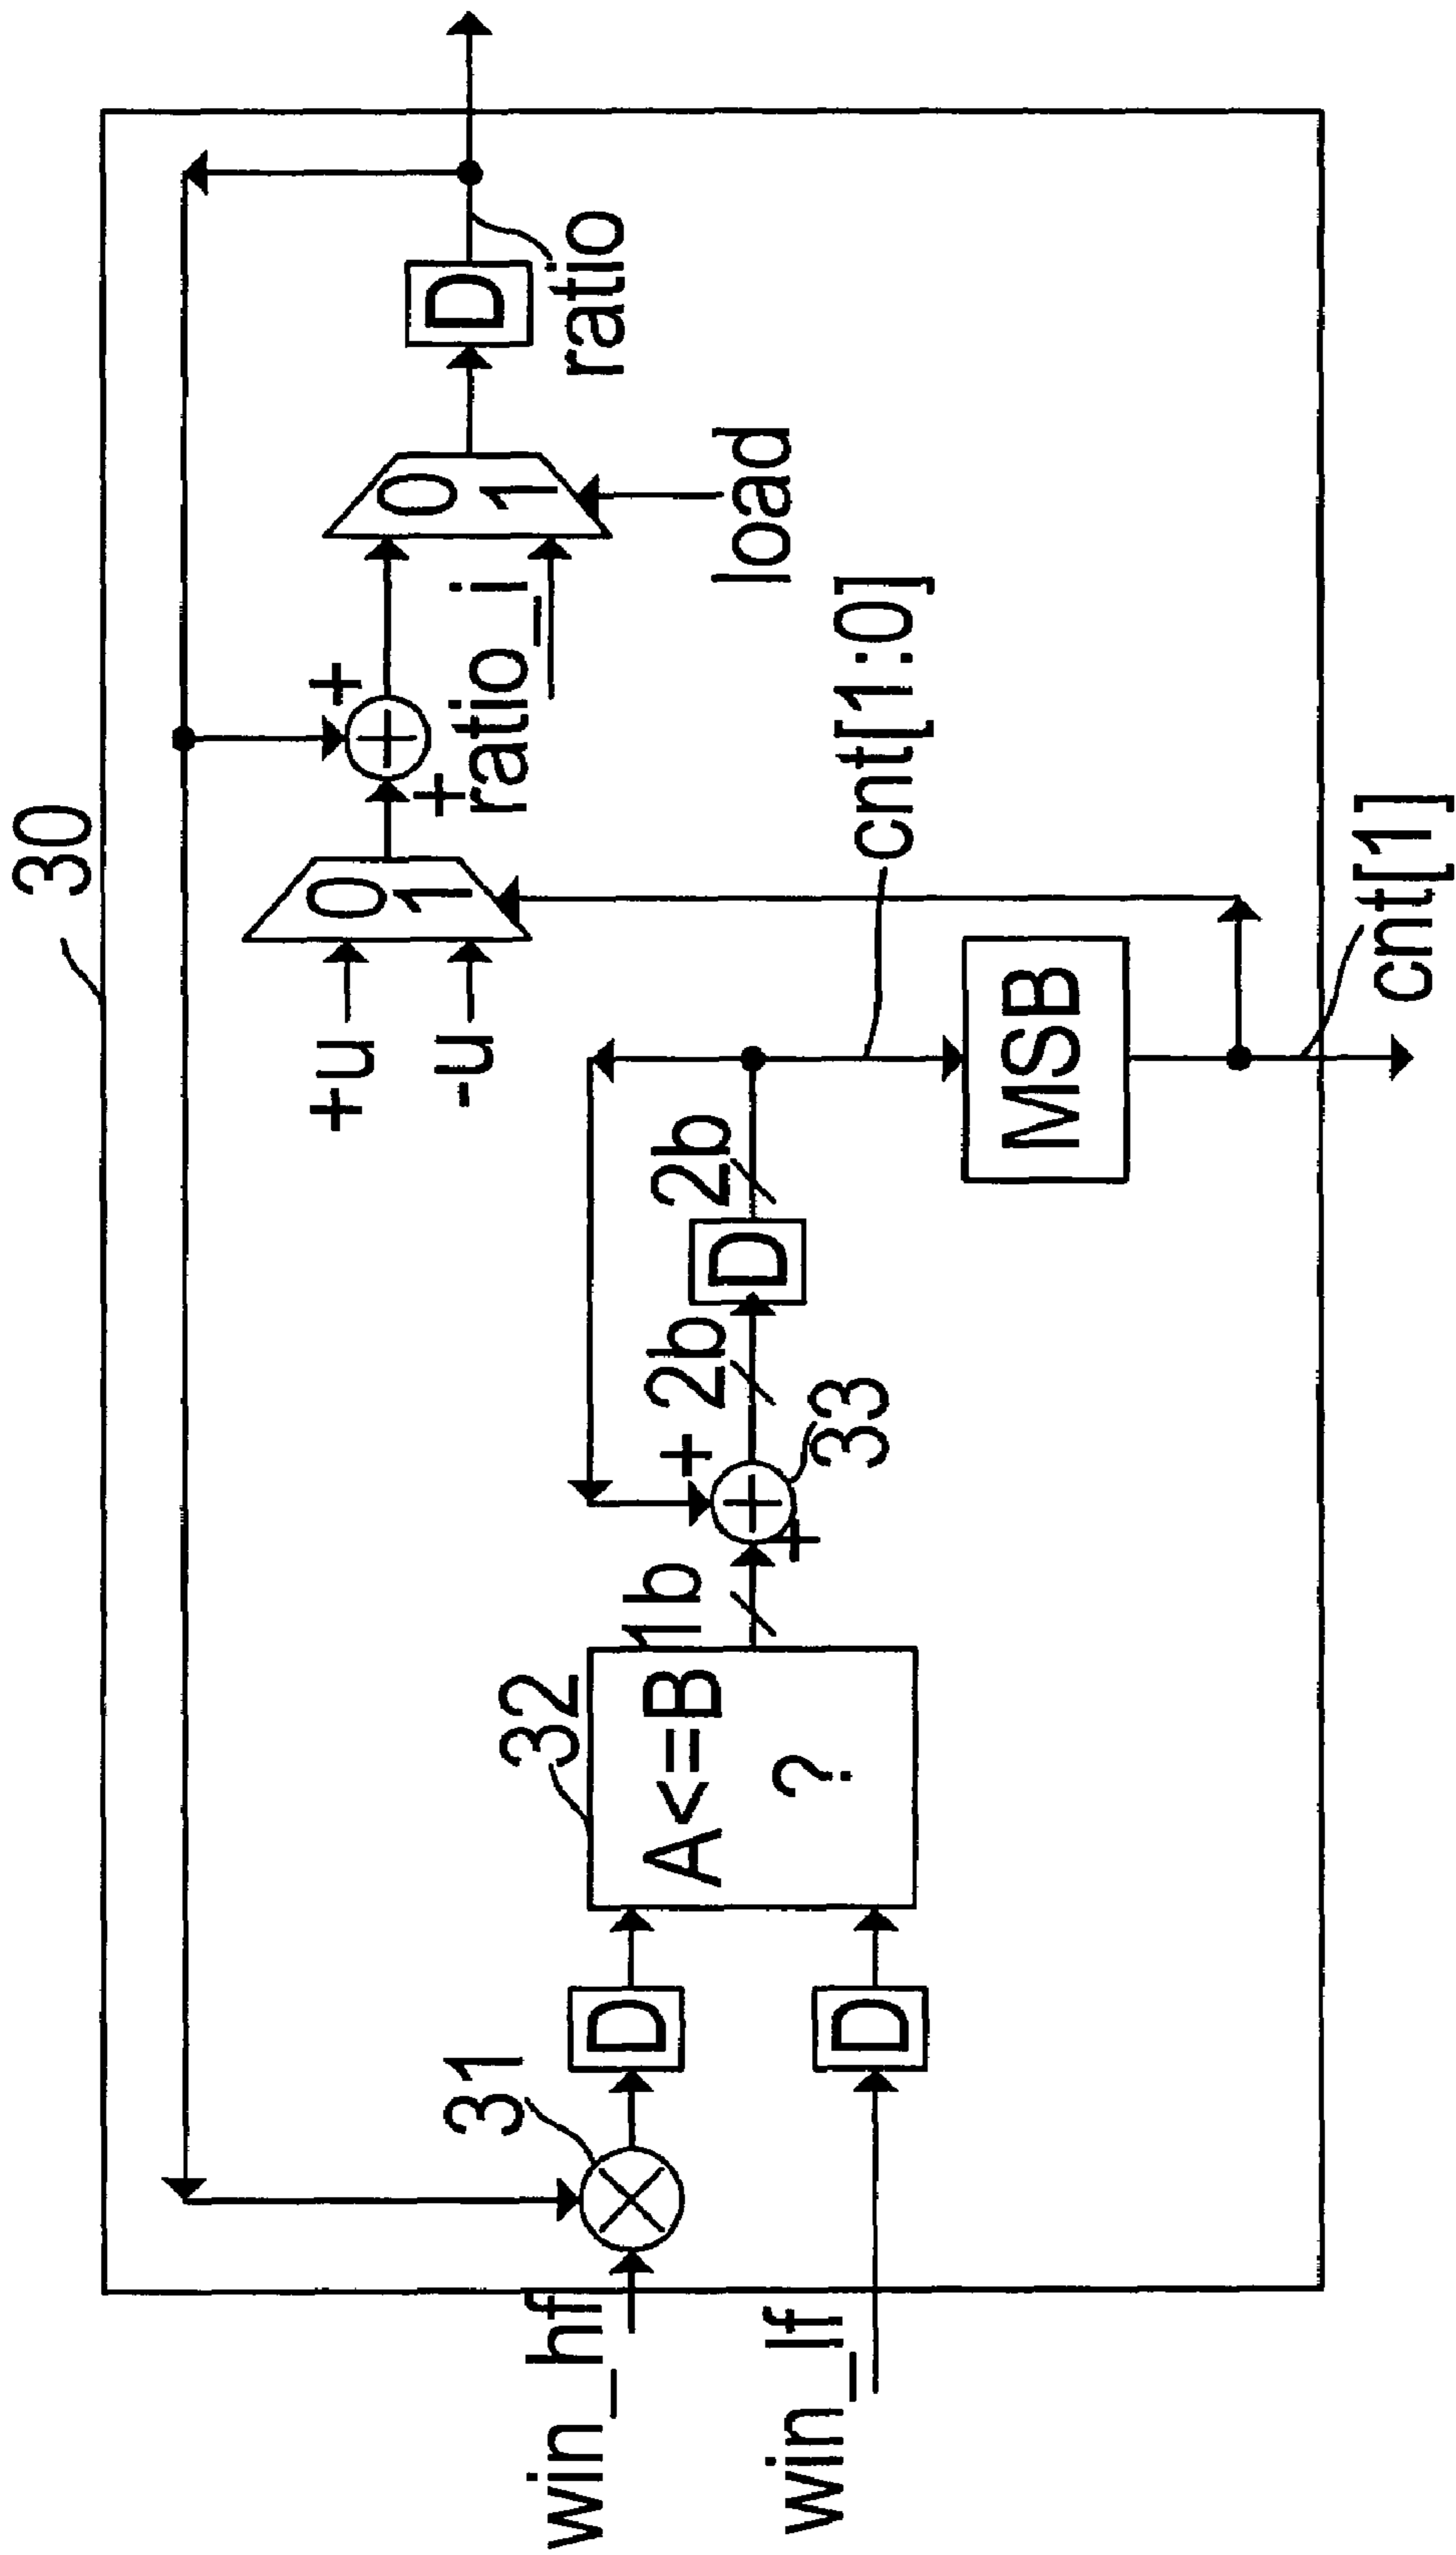 30
win_hf
31
D
win_lf
D
32
A<=B
?
1b
+
+
33
2b
D
2b
cnt[1:0]
MSB
cnt[1]
+u
-u
0
1
+
+
ratio_i
0
1
load
D
ratio